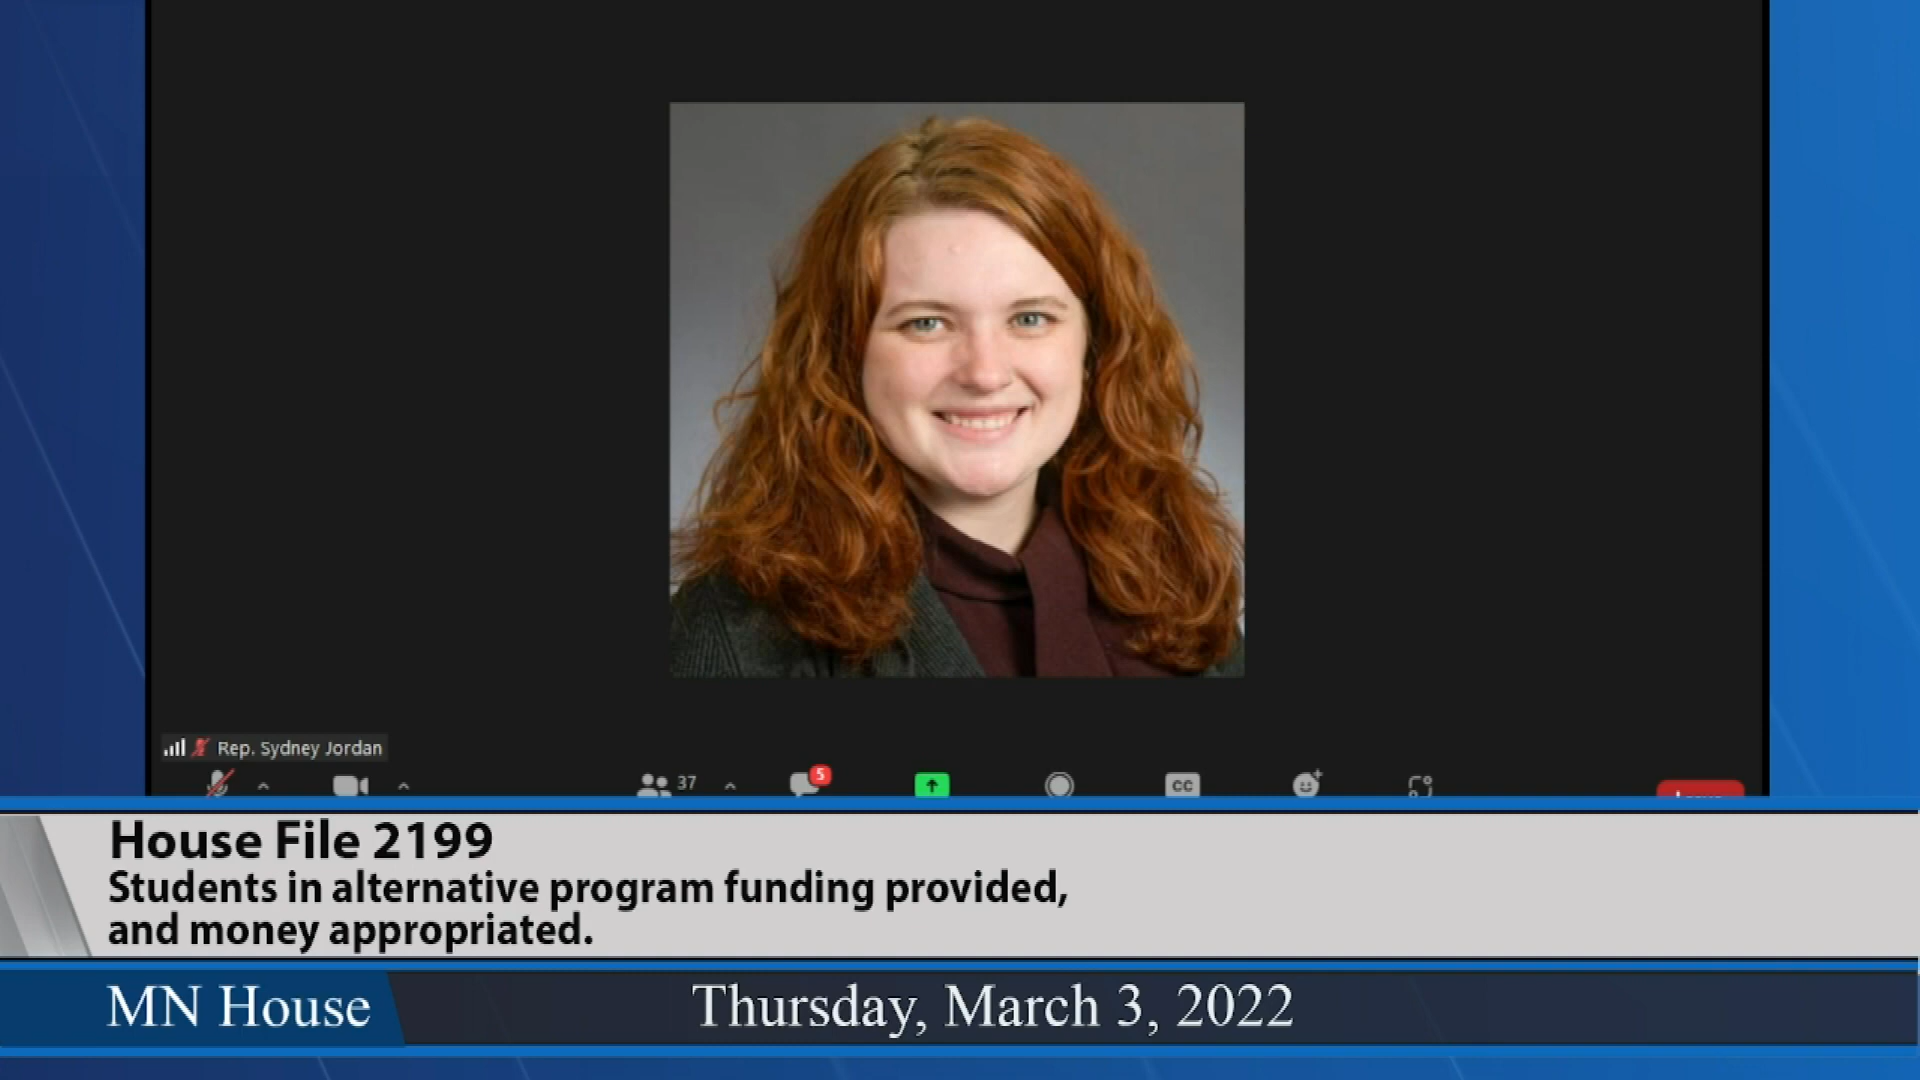 Rep. Sydney Jordan
37
5
CC
House File 2199
Students in alternative program funding provided,
and money appropriated.
MN House
Thursday, March 3, 2022